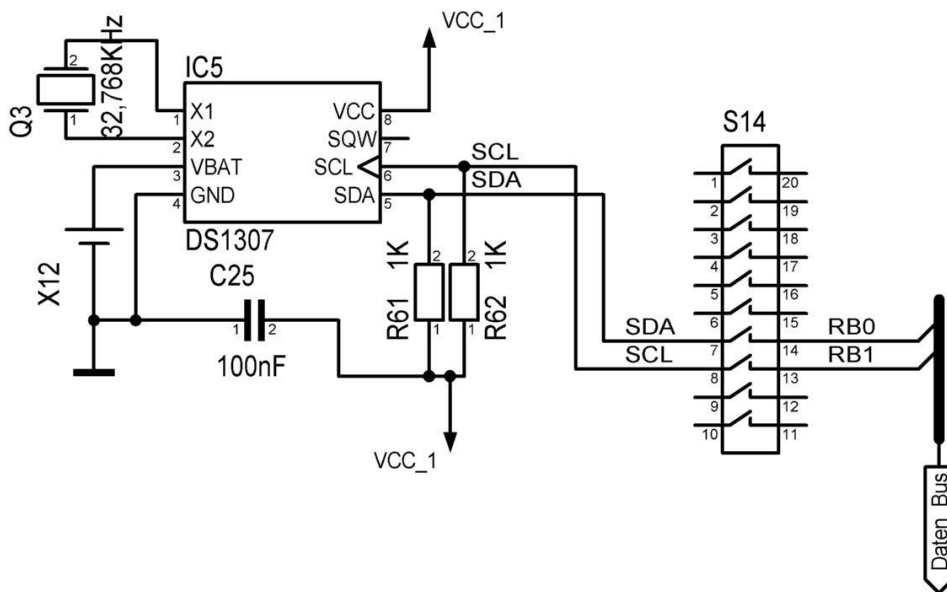 VCC_1
2
1
Q3
32,768KHz
IC5
X1
X2
VBAT
GND
1
2
3
4
VCC
SQW
SCL
SDA
8
7
6
5
DS1307
SCL
SDA
X12
C25
1
2
100nF
1K
1K
2
2
1
1
R61
R62
VCC_1
S14
1
20
2
19
3
18
4
17
5
16
6
15
SDA
7
14
RB0
SCL
8
13
RB1
9
12
10
11
Daten_Bus